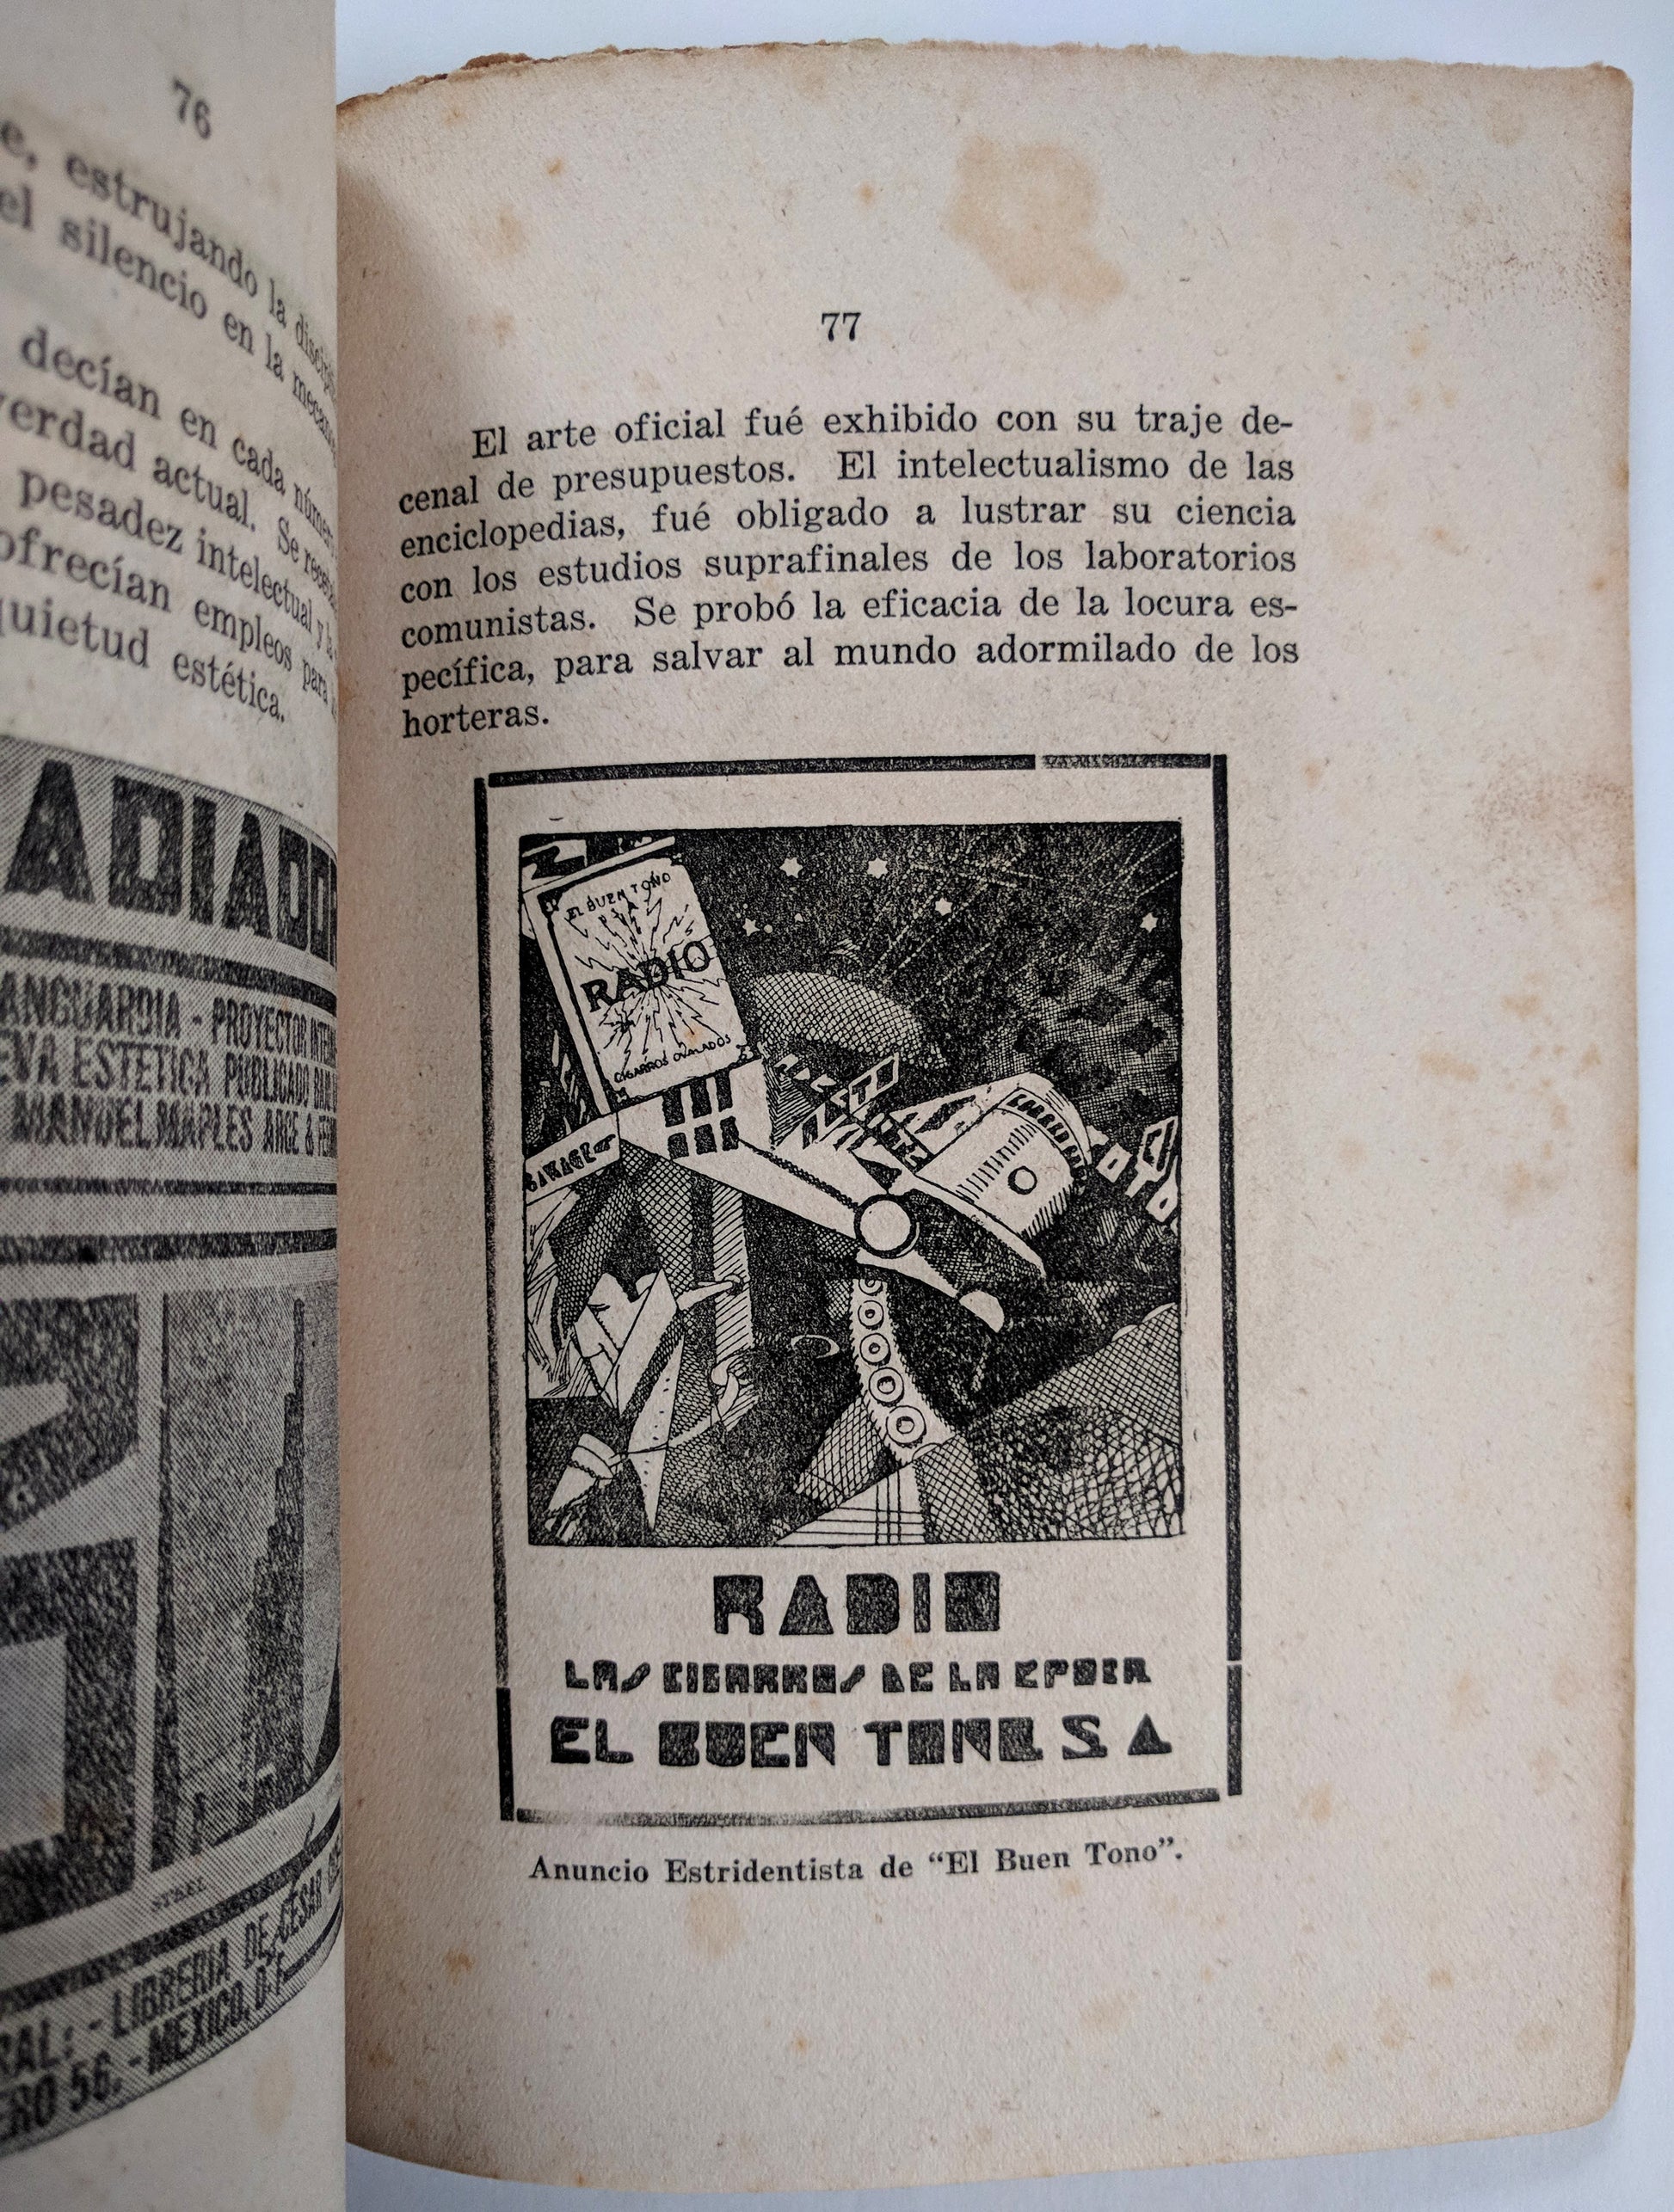 76
e, estrujando la
el silencio en la
decían en cada
verdad actual. Se
pesadez intelectual y
ofrecían empleos para
quietud estética.
ADIADOR
ANGUARDIA - PROYECTOR
EVA ESTETICA PUBLICADO
MANUEL MAPLES ARCE &
RAL: - LIBRERIA DE CÉSAR
ERO 56. - MEXICO, D. F.
77
El arte oficial fué exhibido con su traje de-
cenal de presupuestos. El intelectualismo de las
enciclopedias, fué obligado a lustrar su ciencia
con los estudios suprafinales de los laboratorios
comunistas. Se probó la eficacia de la locura es-
pecífica, para salvar al mundo adormilado de los
horteras.
EL BUEN TONO
S A
RADIO
CIGARROS OVALADOS
GARAGE
RADIO
LOS CIGARROS DE LA EPOCA
EL BUEN TONO S A
Anuncio Estridentista de “El Buen Tono”.